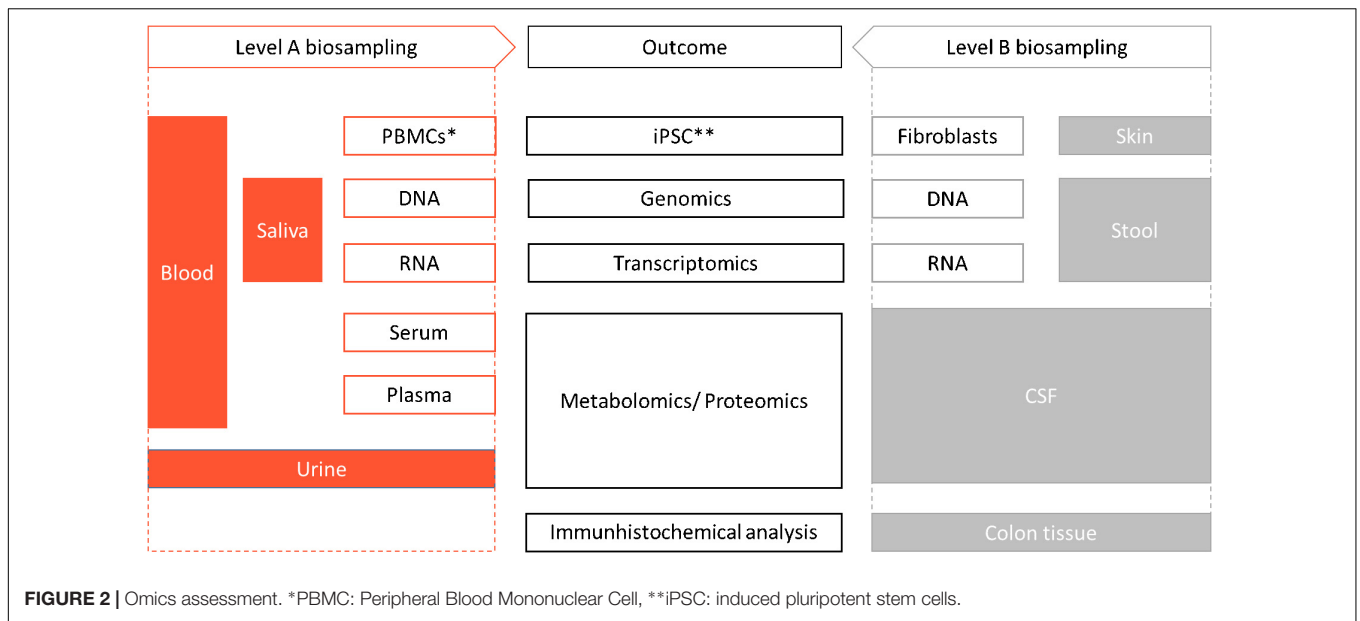 Level A biosampling
Outcome
Level B biosampling
PBMCs*
iPSC**
Fibroblasts
Skin
DNA
Genomics
DNA
Saliva
Stool
Blood
RNA
Transcriptomics
RNA
Serum
Plasma
Metabolomics/ Proteomics
CSF
Urine
Immunhistochemical analysis
Colon tissue
FIGURE 2 | Omics assessment. *PBMC: Peripheral Blood Mononuclear Cell, **iPSC: induced pluripotent stem cells.